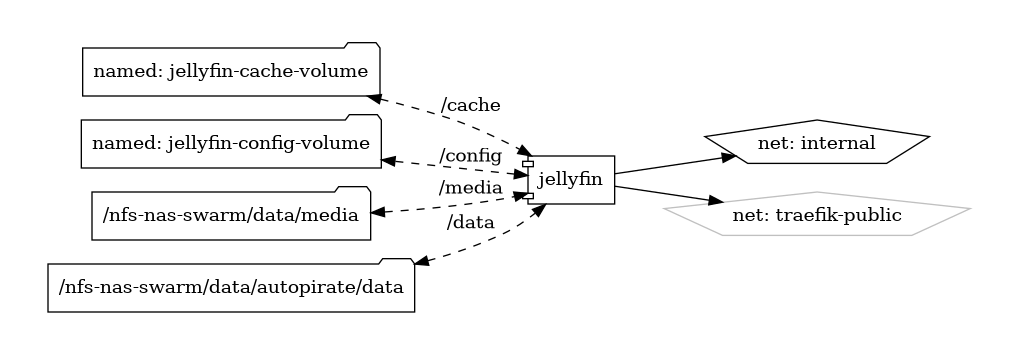 named: jellyfin-cache-volume
/cache
named: jellyfin-config-volume
/config
/nfs-nas-swarm/data/media
/media
/nfs-nas-swarm/data/autopirate/data
/data
jellyfin
net: internal
net: traefik-public